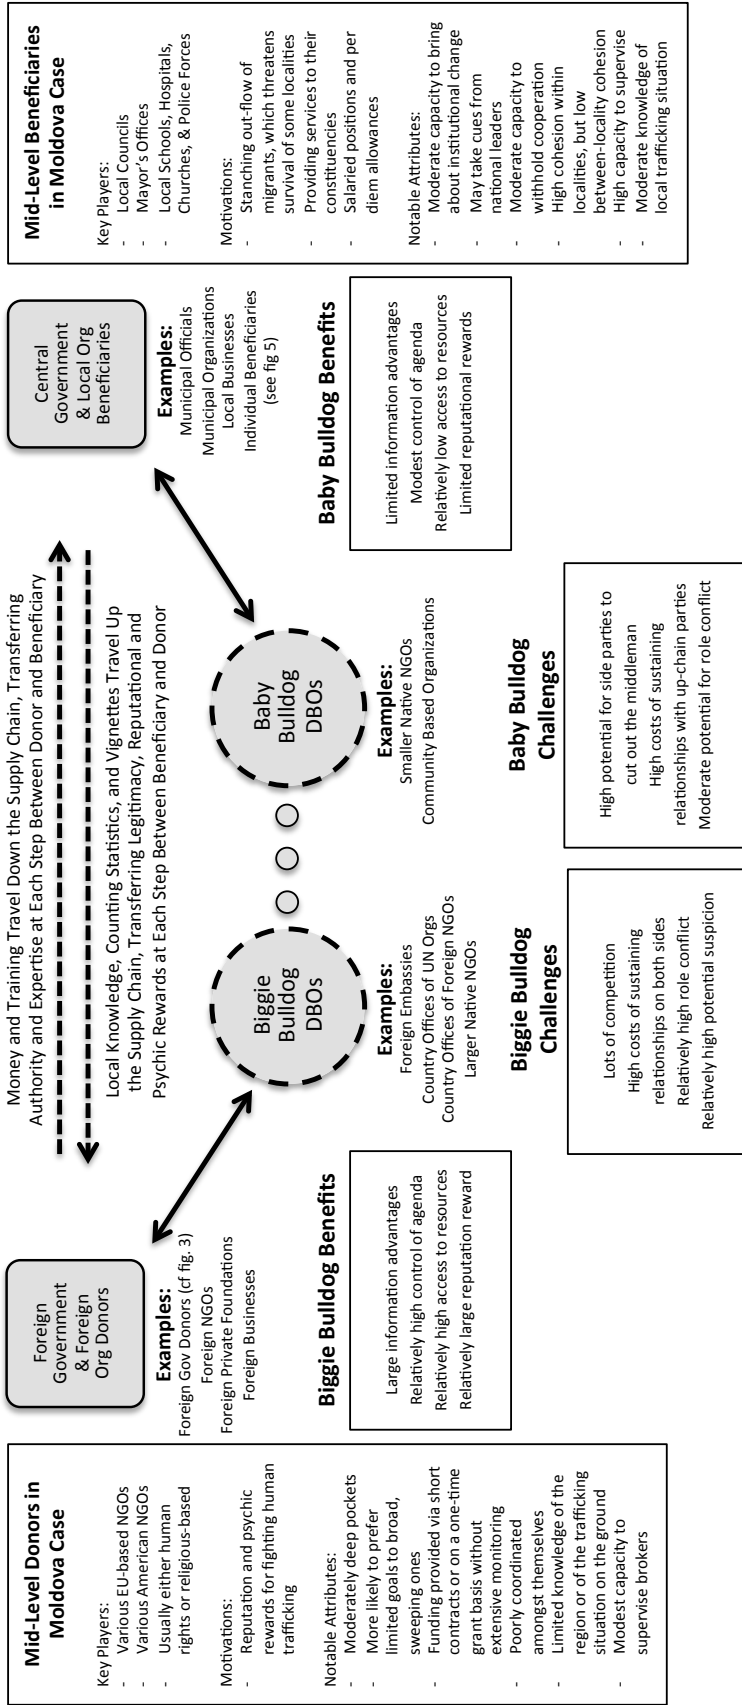 Mid-Level Donors in
Moldova Case
Key Players:
- Various EU-based NGOs
- Various American NGOs
- Usually either human
rights or religious-based
Motivations:
- Reputation and psychic
rewards for fighting human
trafficking
Notable Attributes:
- Moderately deep pockets
- More likely to prefer
limited goals to broad,
sweeping ones
- Funding provided via short
contracts or on a one-time
grant basis without
extensive monitoring
- Poorly coordinated
amongst themselves
- Limited knowledge of the
region or of the trafficking
situation on the ground
- Modest capacity to
supervise brokers
Money and Training Travel Down the Supply Chain, Transferring
Authority and Expertise at Each Step Between Donor and Beneficiary
Local Knowledge, Counting Statistics, and Vignettes Travel Up
the Supply Chain, Transferring Legitimacy, Reputational and
Psychic Rewards at Each Step Between Beneficiary and Donor
Foreign
Government
& Foreign
Org Donors
Examples:
Foreign Gov Donors (cf fig. 3)
Foreign NGOs
Foreign Private Foundations
Foreign Businesses
Biggie Bulldog Benefits
Large information advantages
Relatively high control of agenda
Relatively high access to resources
Relatively large reputation reward
Biggie
Bulldog
DBOs
Examples:
Foreign Embassies
Country Offices of UN Orgs
Country Offices of Foreign NGOs
Larger Native NGOs
Biggie Bulldog
Challenges
Lots of competition
High costs of sustaining
relationships on both sides
Relatively high role conflict
Relatively high potential suspicion
Baby
Bulldog
DBOs
Examples:
Smaller Native NGOs
Community Based Organizations
Baby Bulldog
Challenges
High potential for side parties to
cut out the middleman
High costs of sustaining
relationships with up-chain parties
Moderate potential for role conflict
Central
Government
& Local Org
Beneficiaries
Examples:
Municipal Officials
Municipal Organizations
Local Businesses
Individual Beneficiaries
(see fig 5)
Baby Bulldog Benefits
Limited information advantages
Modest control of agenda
Relatively low access to resources
Limited reputational rewards
Mid-Level Beneficiaries
in Moldova Case
Key Players:
- Local Councils
- Mayor's Offices
- Local Schools, Hospitals,
Churches, & Police Forces
Motivations:
- Stanching out-flow of
migrants, which threatens
survival of some localities
- Providing services to their
constituencies
- Salaried positions and per
diem allowances
Notable Attributes:
- Moderate capacity to bring
about institutional change
- May take cues from
national leaders
- Moderate capacity to
withhold cooperation
- High cohesion within
localities, but low
between-locality cohesion
- High capacity to supervise
- Moderate knowledge of
local trafficking situation